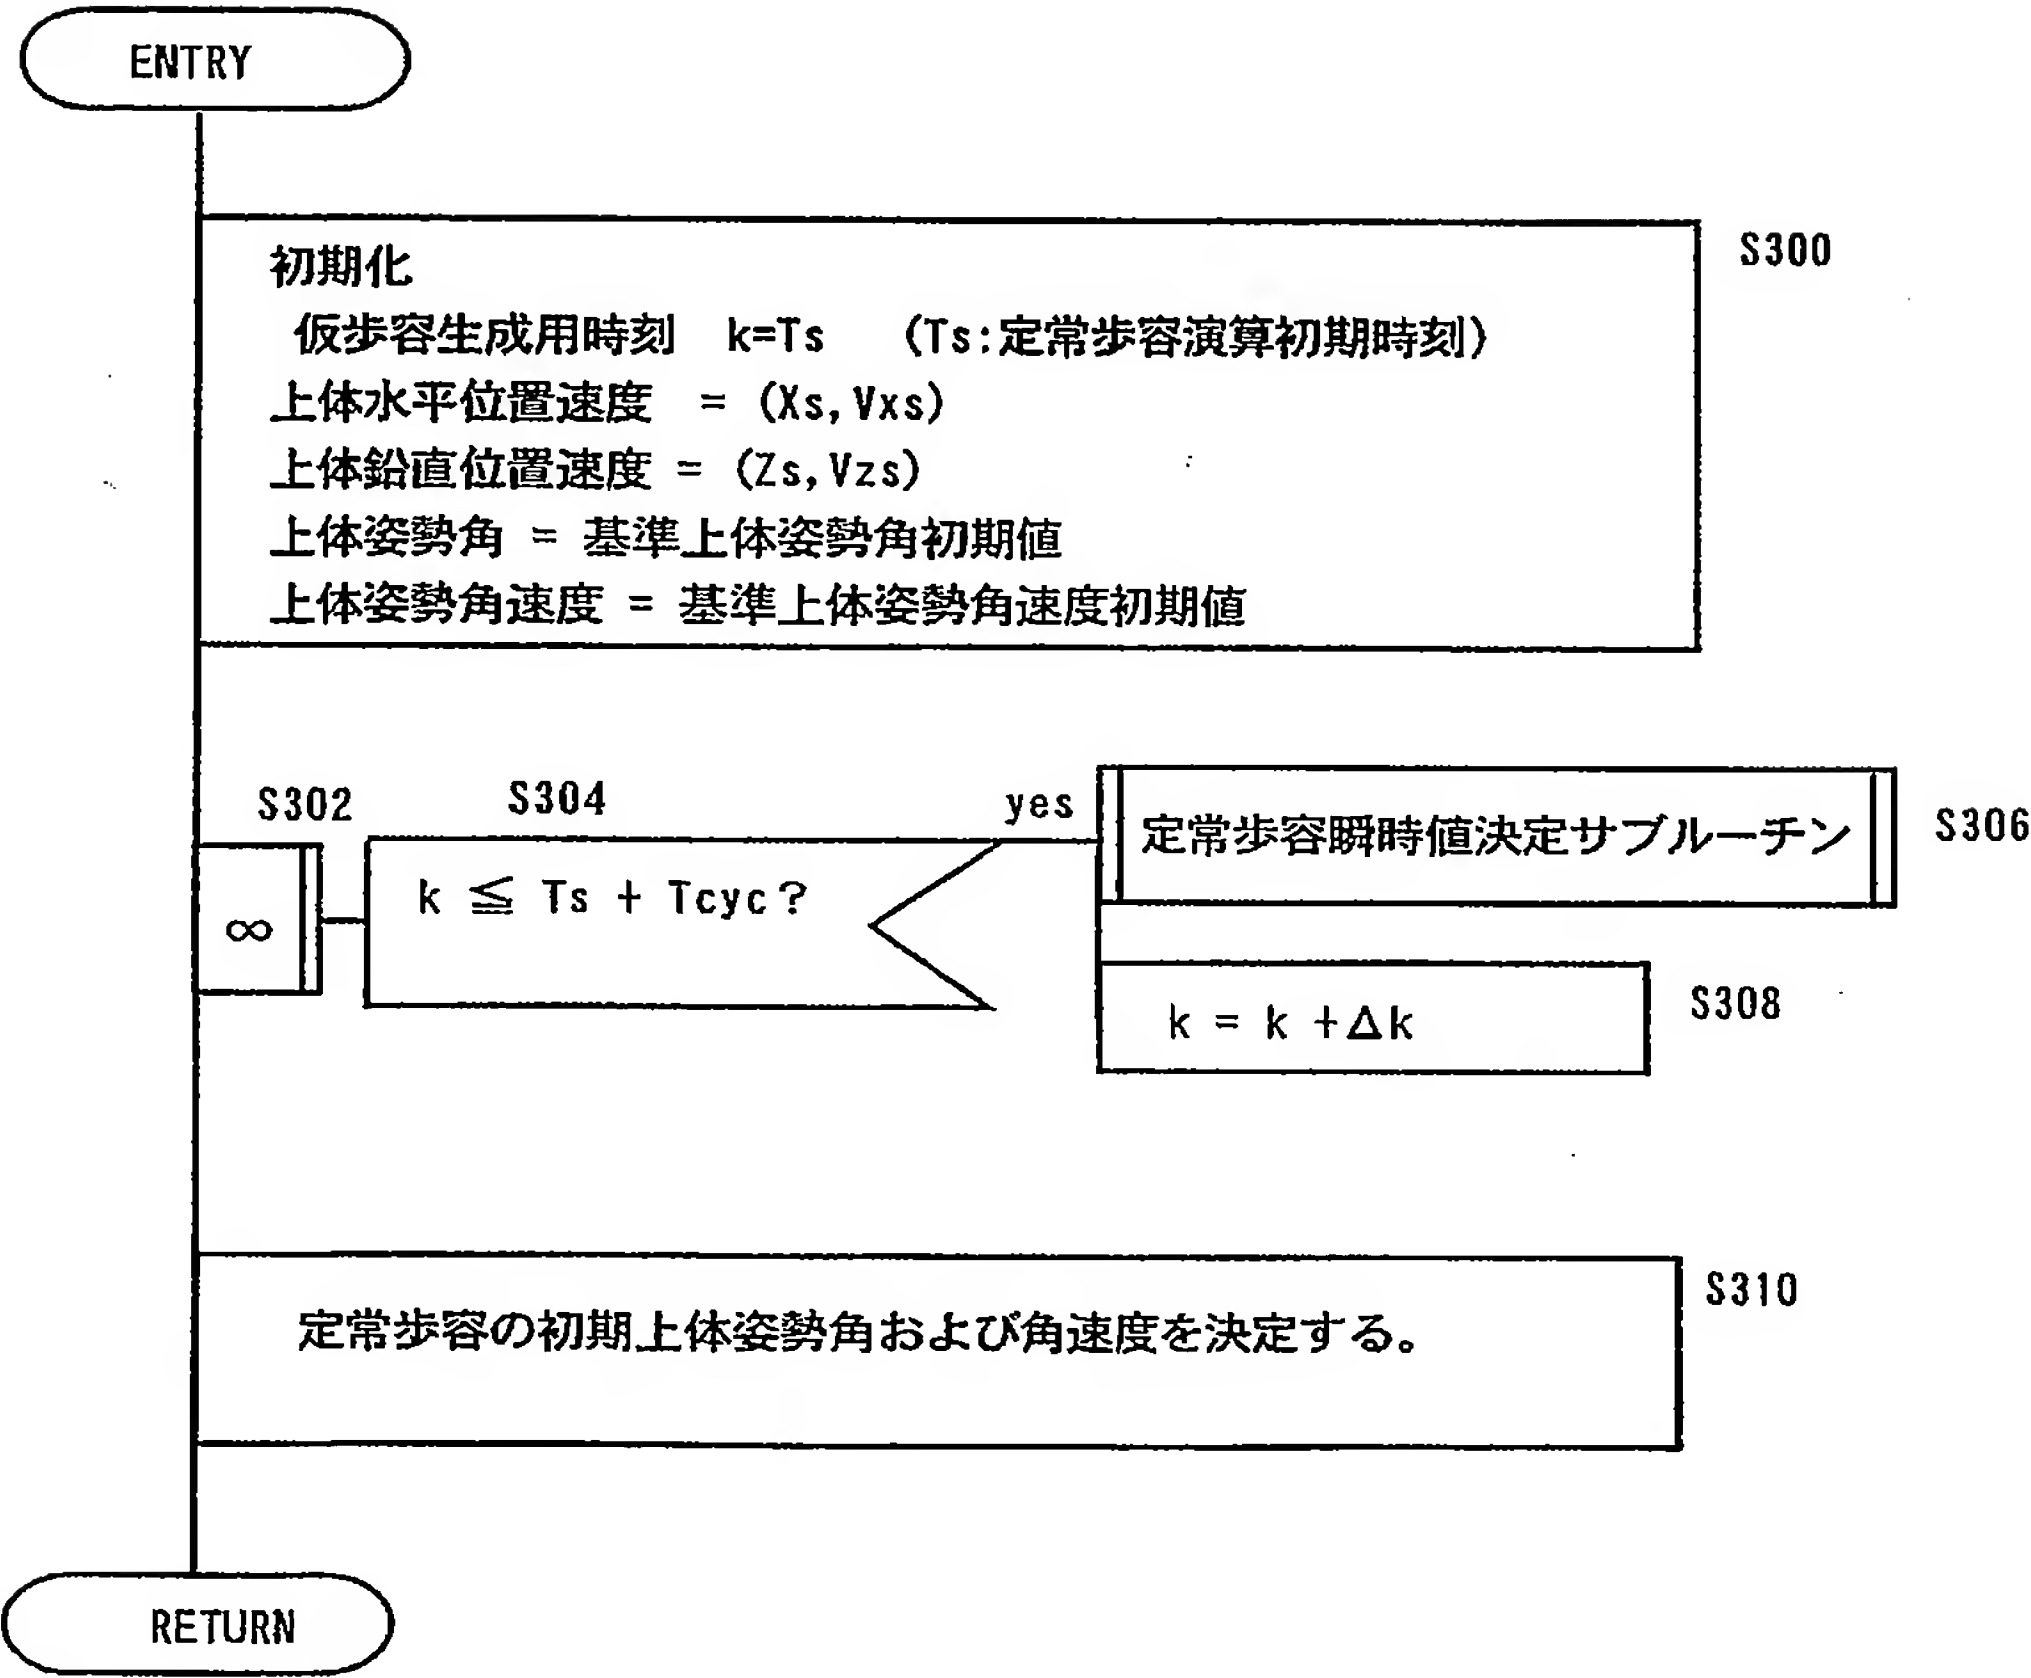 ENTRY
S300
初期化
仮歩容生成用時刻 k=Ts (Ts:定常歩容演算初期時刻)
上体水平位置速度 = (Xs,Vxs)
上体鉛直位置速度 = (Zs,Vzs)
上体姿勢角 = 基準上体姿勢角初期値
上体姿勢角速度 = 基準上体姿勢角速度初期値
S302
∞
S304
k ≦ Ts + Tcyc?
yes
定常歩容瞬時値決定サブルーチン
S306
k = k +Δk
S308
定常歩容の初期上体姿勢角および角速度を決定する。
S310
RETURN